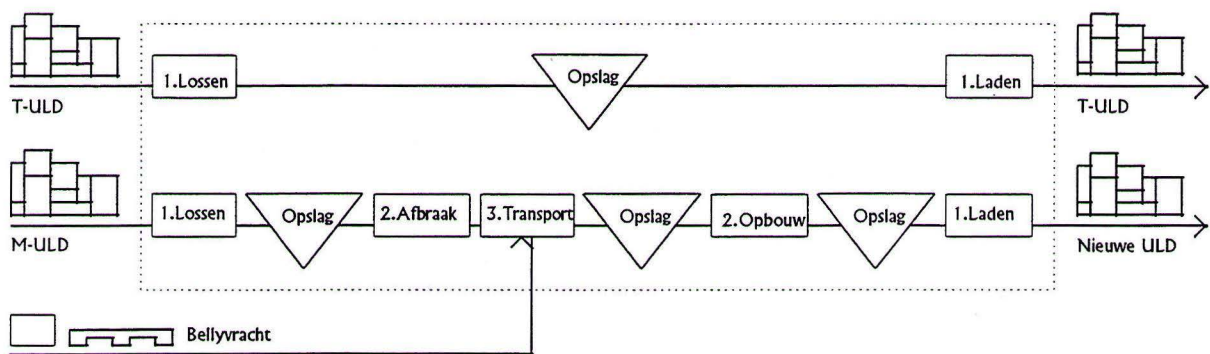 1.Lossen
Opslag
1.Laden
T-ULD
T-ULD
1.Lossen
Opslag
2.Afbraak
3.Transport
Opslag
2.Opbouw
Opslag
1.Laden
M-ULD
Nieuwe ULD
Bellyvracht